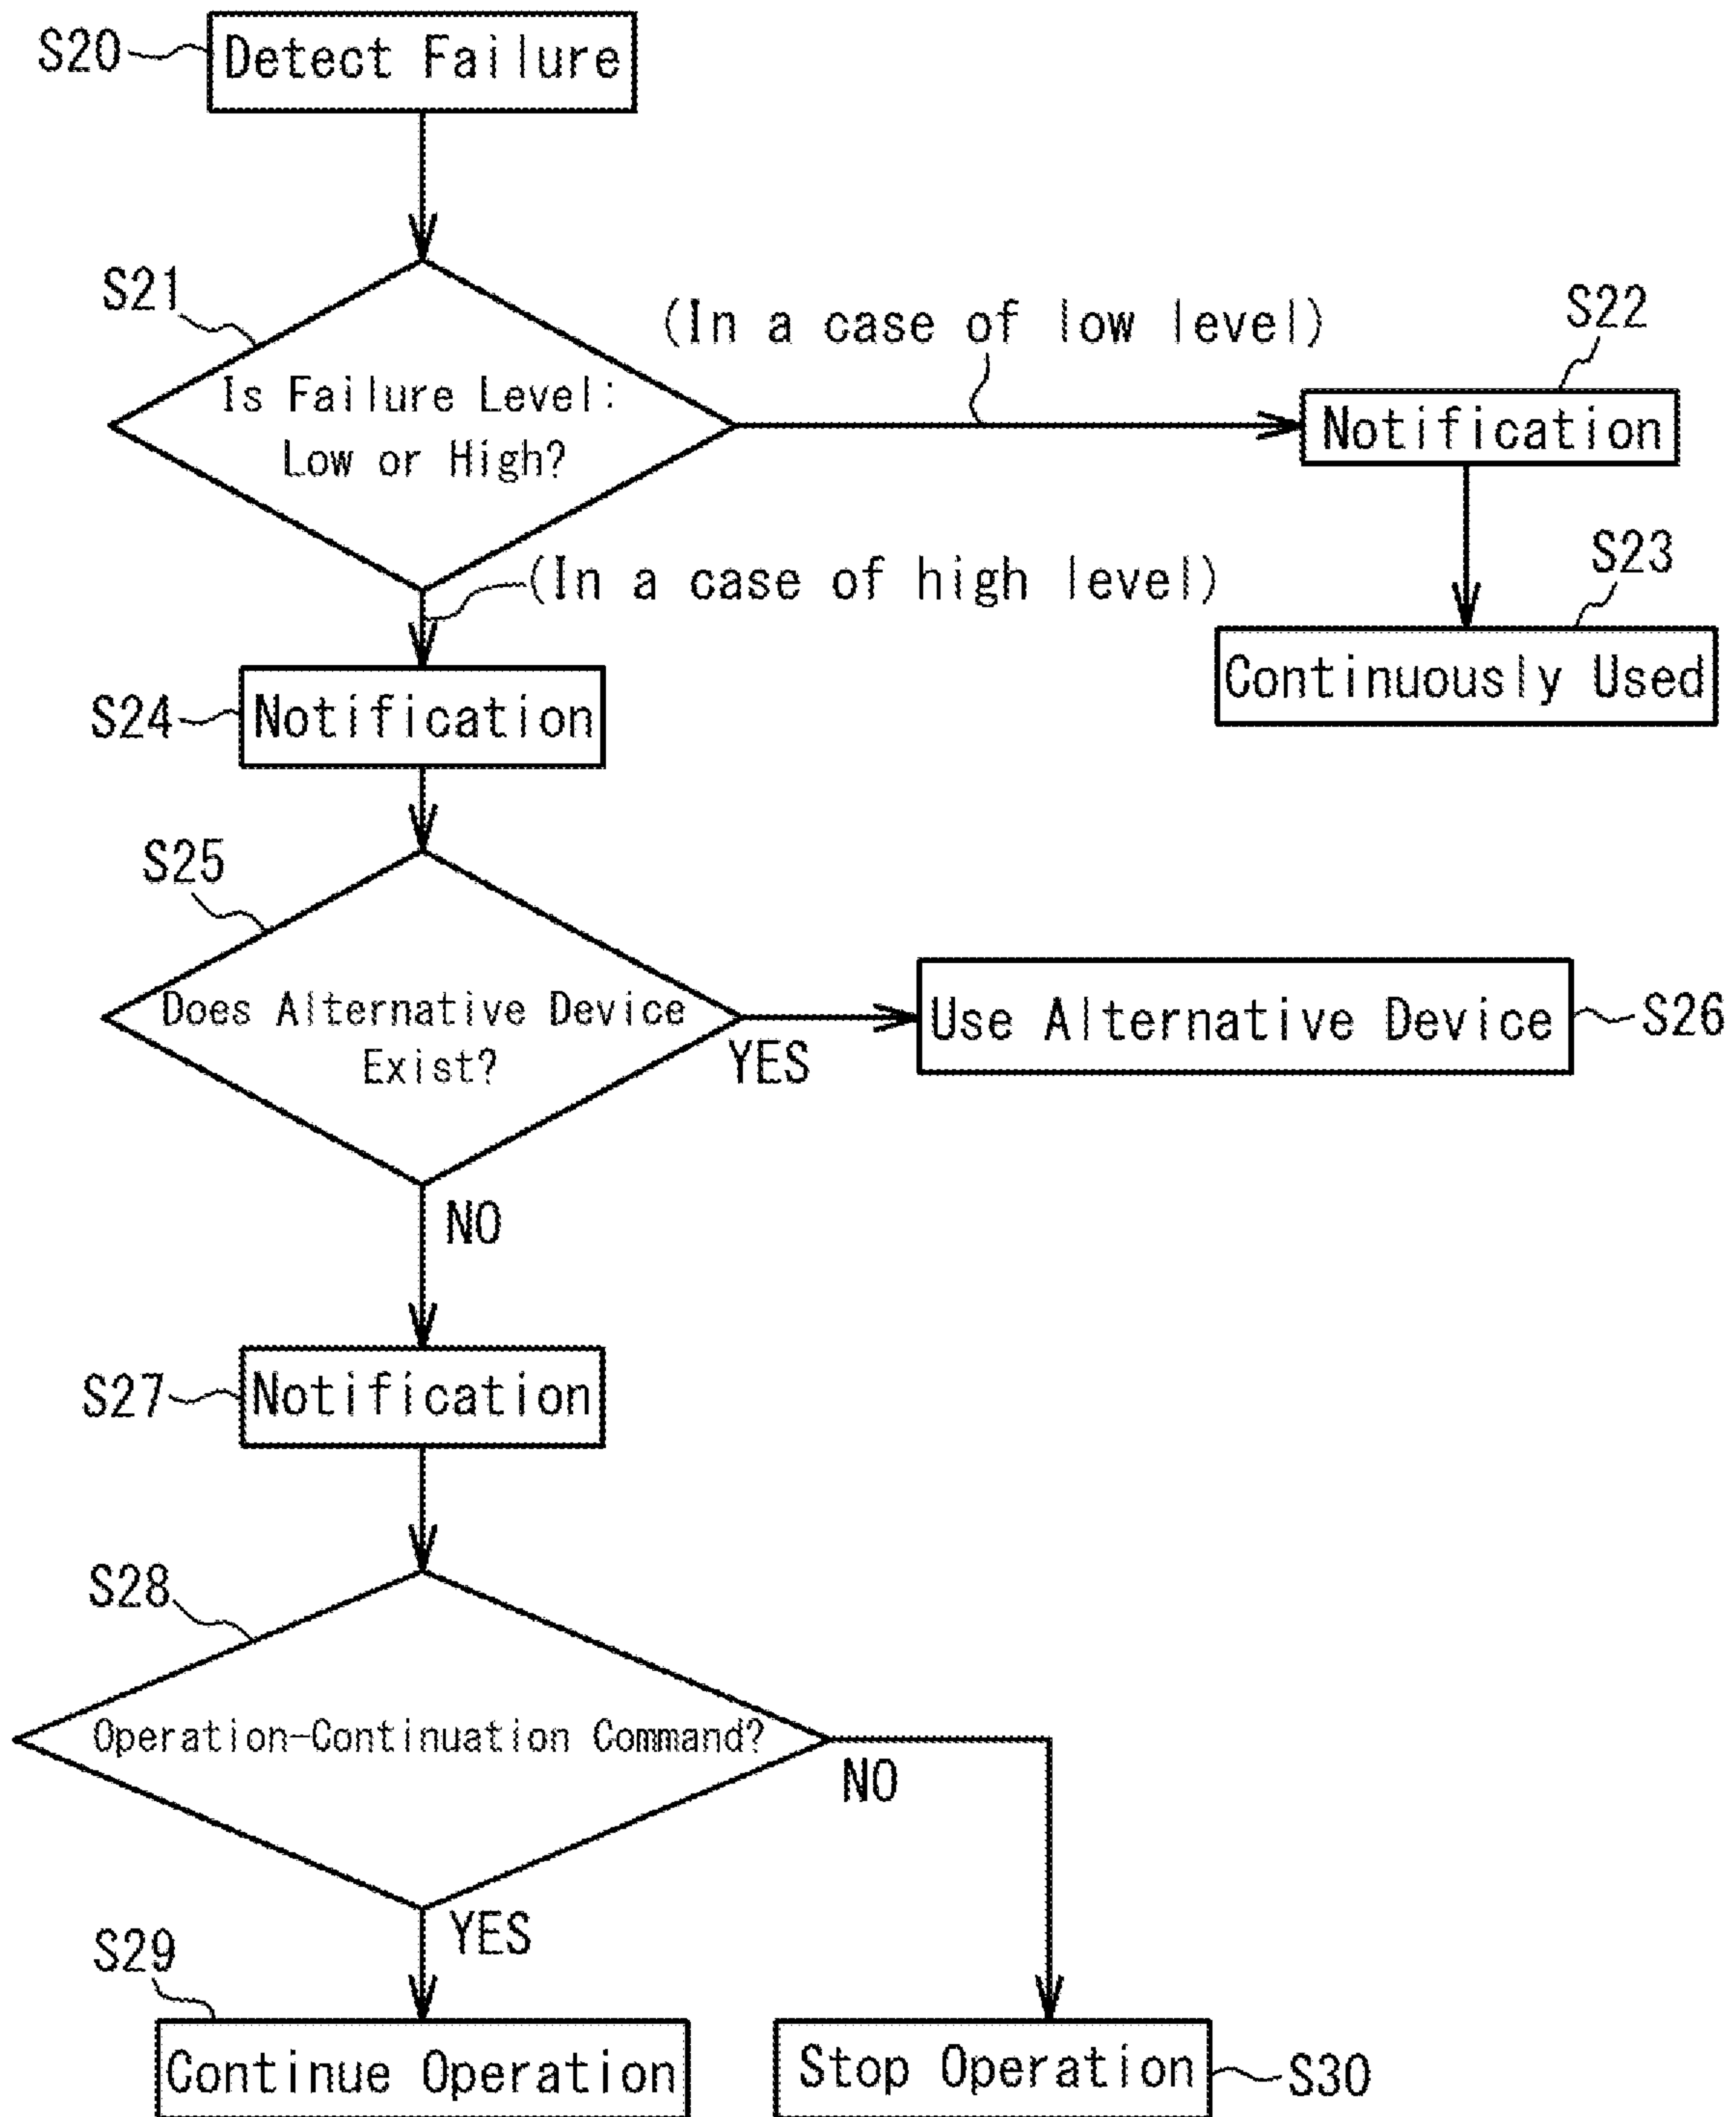 S20
Detect Failure
S21
Is Failure Level:
Low or High?
(In a case of low level)
S22
Notification
S23
Continuously Used
(In a case of high level)
S24
Notification
S25
Does Alternative Device
Exist?
YES
Use Alternative Device
S26
NO
S27
Notification
S28
Operation-Continuation Command?
NO
YES
S29
Continue Operation
Stop Operation
S30